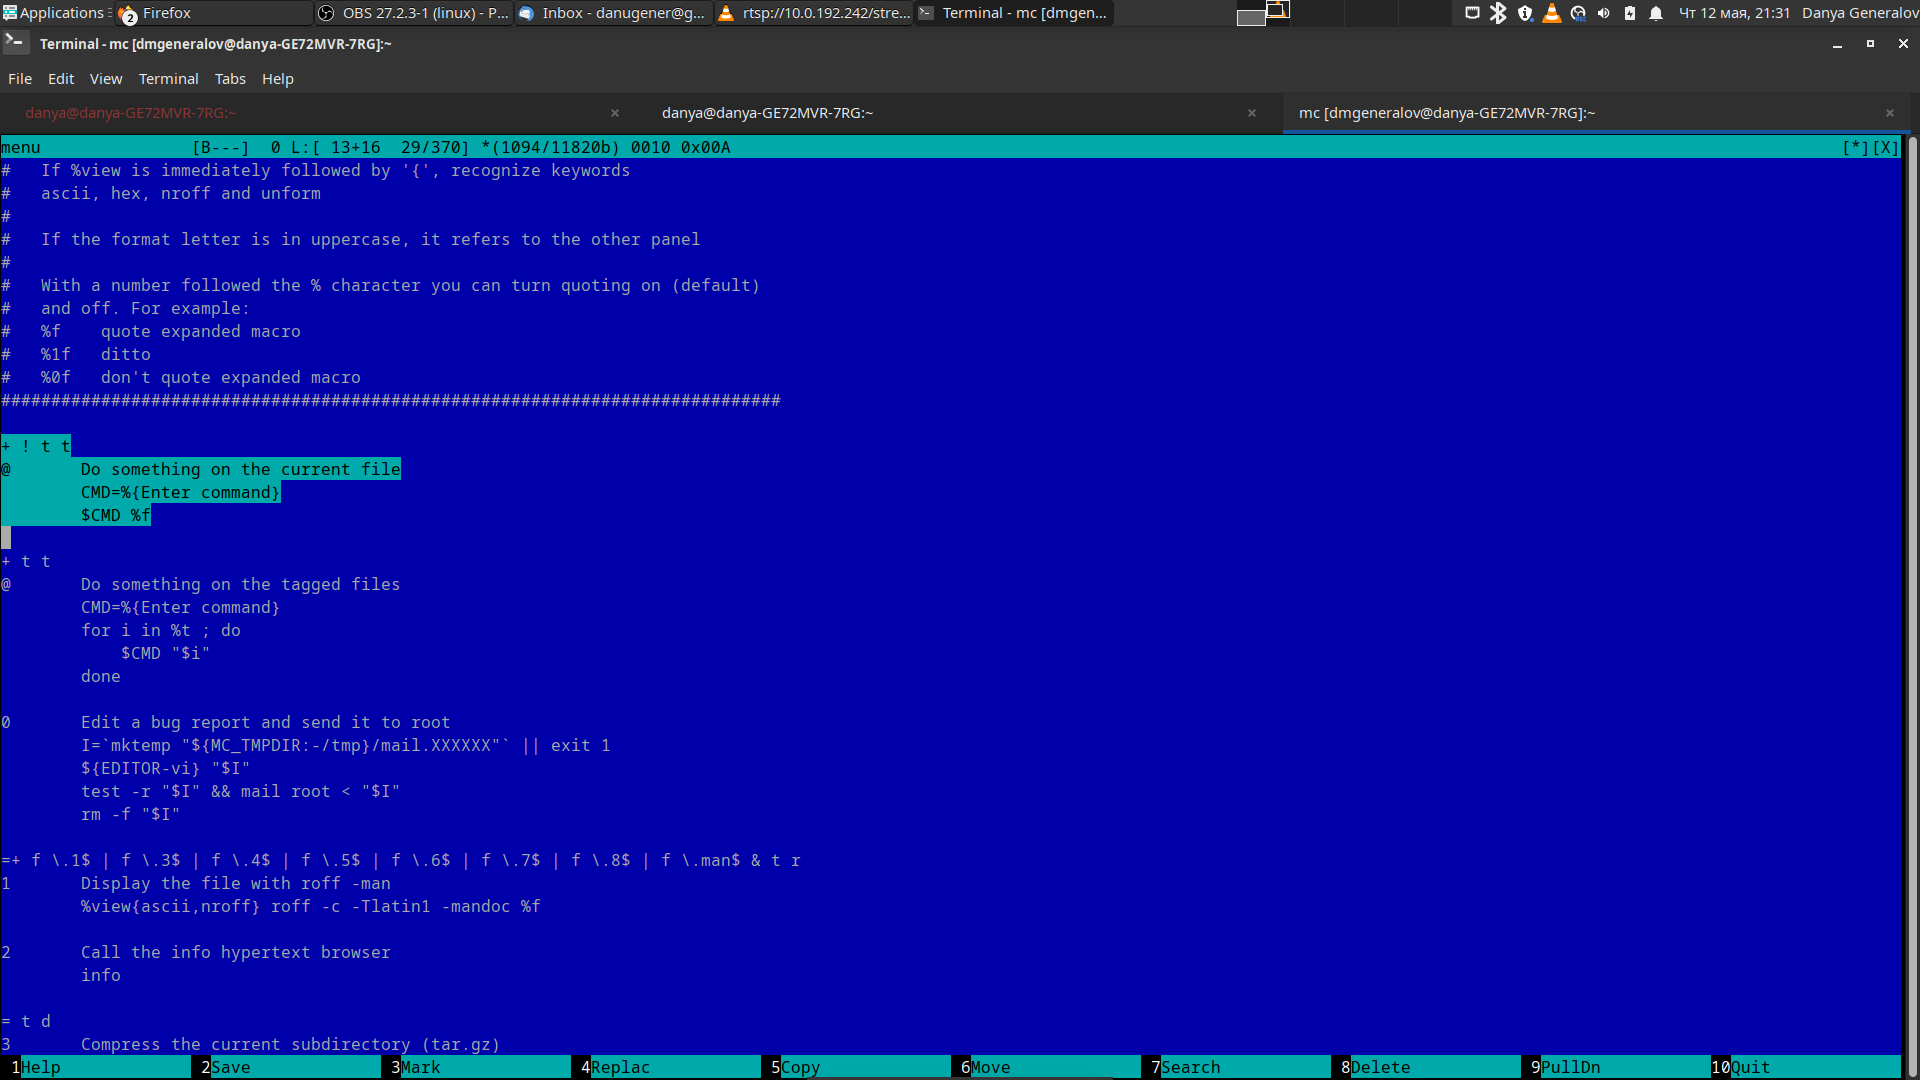 Applications
2 Firefox
OBS 27.2.3-1 (linux) - P...
Inbox - danugener@g...
rtsp://10.0.192.242/stre...
Terminal - mc [dmgen...
Чт 12 мая, 21:31 Danya Generalov
Terminal - mc [dmgeneralov@danya-GE72MVR-7RG]:~
File Edit View Terminal Tabs Help
danya@danya-GE72MVR-7RG:~ × danya@danya-GE72MVR-7RG:~ × mc [dmgeneralov@danya-GE72MVR-7RG]:~ ×
menu               [B---]  0 L:[ 13+16  29/370] *(1094/11820b) 0010 0x00A [*][X]
#   If %view is immediately followed by '{', recognize keywords
#   ascii, hex, nroff and unform
#
#   If the format letter is in uppercase, it refers to the other panel
#
#   With a number followed the % character you can turn quoting on (default)
#   and off. For example:
#   %f    quote expanded macro
#   %1f   ditto
#   %0f   don't quote expanded macro
##############################################################################
+ ! t t
@       Do something on the current file
        CMD=%{Enter command}
        $CMD %f
+ t t
@       Do something on the tagged files
        CMD=%{Enter command}
        for i in %t ; do
            $CMD "$i"
        done
0       Edit a bug report and send it to root
        I=`mktemp "${MC_TMPDIR:-/tmp}/mail.XXXXXX"` || exit 1
        ${EDITOR-vi} "$I"
        test -r "$I" && mail root < "$I"
        rm -f "$I"
=+ f \.1$ | f \.3$ | f \.4$ | f \.5$ | f \.6$ | f \.7$ | f \.8$ | f \.man$ & t r
1       Display the file with roff -man
        %view{ascii,nroff} roff -c -Tlatin1 -mandoc %f
2       Call the info hypertext browser
        info
= t d
3       Compress the current subdirectory (tar.gz)
1Help 2Save 3Mark 4Replac 5Copy 6Move 7Search 8Delete 9PullDn 10Quit